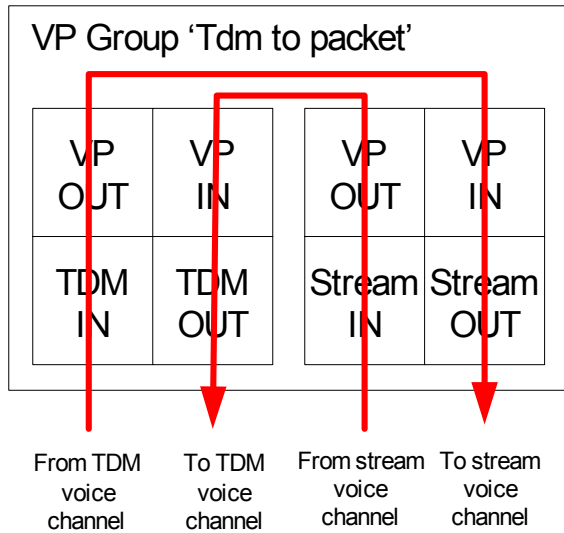 VP Group ‘Tdm to packet’
VP
OUT
VP
IN
VP
OUT
VP
IN
TDM
IN
TDM
OUT
Stream
IN
Stream
OUT
From TDM
voice
channel
To TDM
voice
channel
From stream
voice
channel
To stream
voice
channel